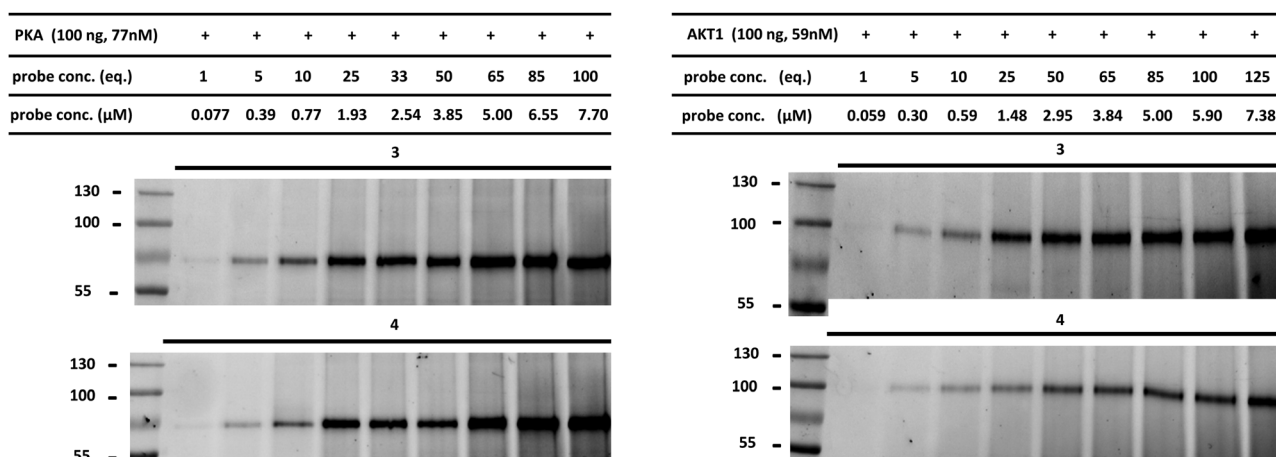 PKA (100 ng, 77nM) + + + + + + + + +
probe conc. (eq.) 1 5 10 25 33 50 65 85 100
probe conc. (µM) 0.077 0.39 0.77 1.93 2.54 3.85 5.00 6.55 7.70
3
130 -
100 -
55 -
4
130 -
100 -
55 -
AKT1 (100 ng, 59nM) + + + + + + + + +
probe conc. (eq.) 1 5 10 25 50 65 85 100 125
probe conc. (µM) 0.059 0.30 0.59 1.48 2.95 3.84 5.00 5.90 7.38
3
130 -
100 -
55 -
4
130 -
100 -
55 -